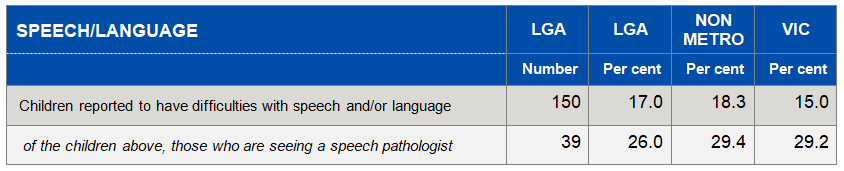 SPEECH/LANGUAGE LGA LGA NON METRO VIC
Number Per cent Per cent Per cent
Children reported to have difficulties with speech and/or language 150 17.0 18.3 15.0
of the children above, those who are seeing a speech pathologist 39 26.0 29.4 29.2